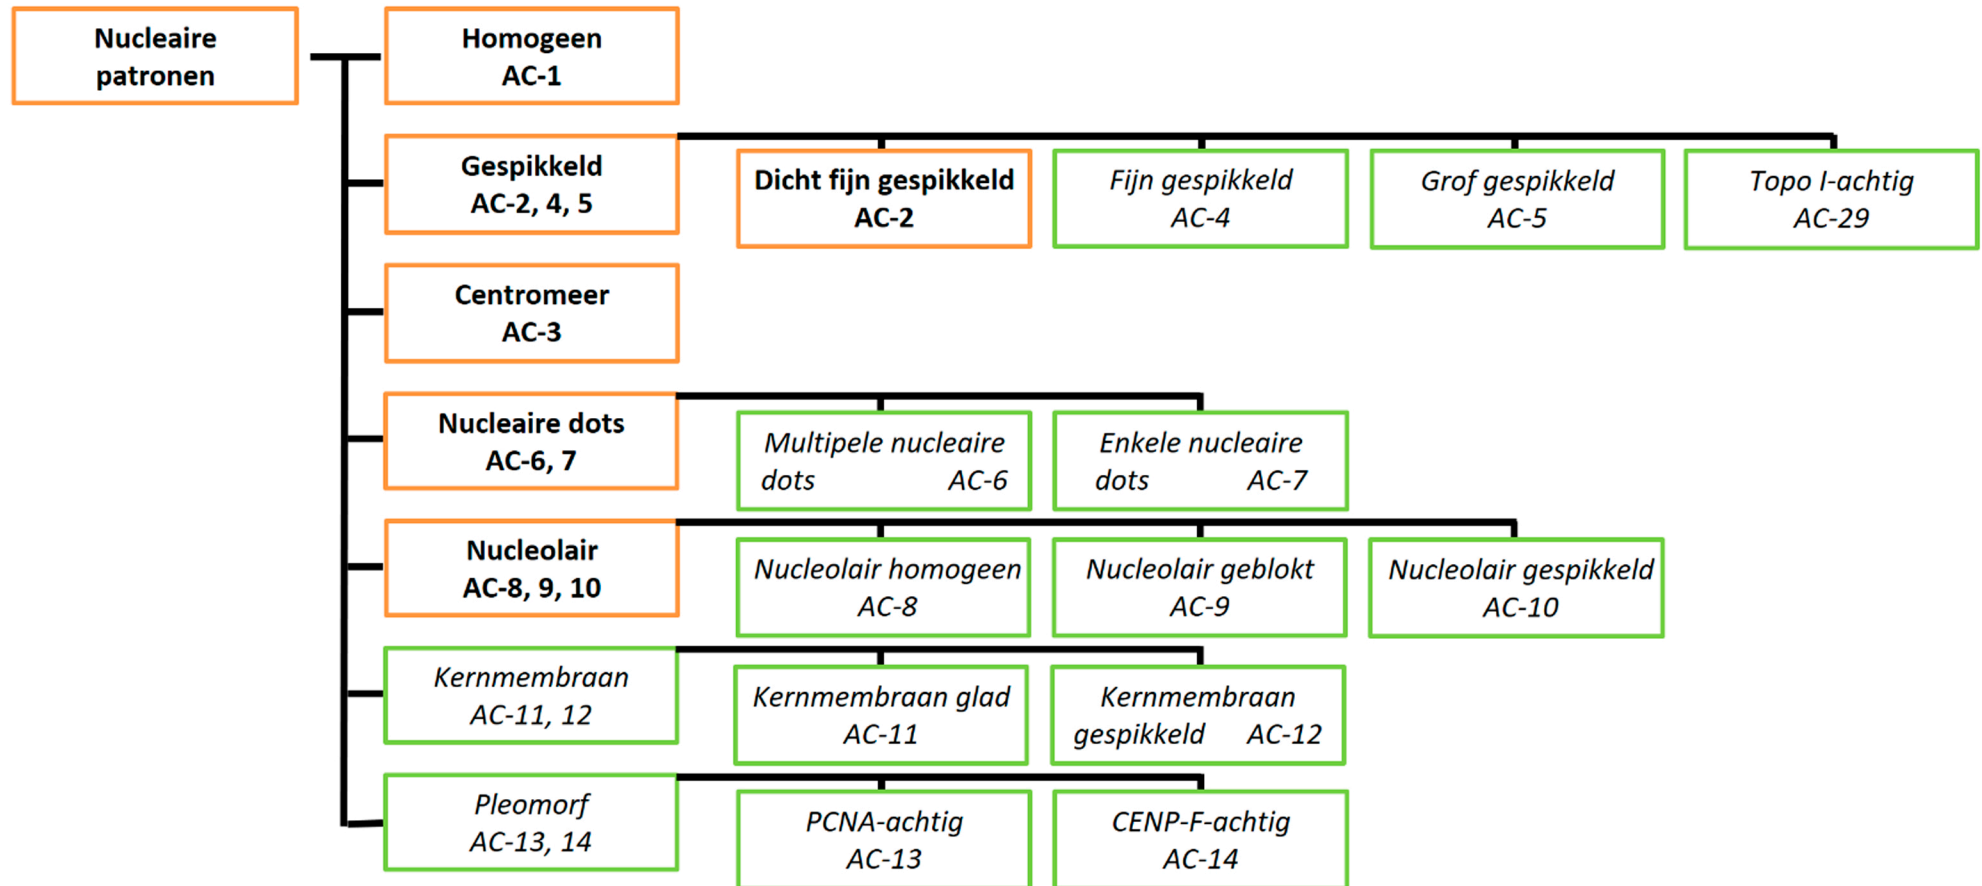 Nucleaire
patronen
Homogeen
AC-1
Gespikkeld
AC-2, 4, 5
Dicht fijn gespikkeld
AC-2
Fijn gespikkeld
AC-4
Grof gespikkeld
AC-5
Topo I-achtig
AC-29
Centromeer
AC-3
Nucleaire dots
AC-6, 7
Multipele nucleaire
dots AC-6
Enkele nucleaire
dots AC-7
Nucleolair
AC-8, 9, 10
Nucleolair homogeen
AC-8
Nucleolair geblokt
AC-9
Nucleolair gespikkeld
AC-10
Kernmembraan
AC-11, 12
Kernmembraan glad
AC-11
Kernmembraan
gespikkeld AC-12
Pleomorf
AC-13, 14
PCNA-achtig
AC-13
CENP-F-achtig
AC-14